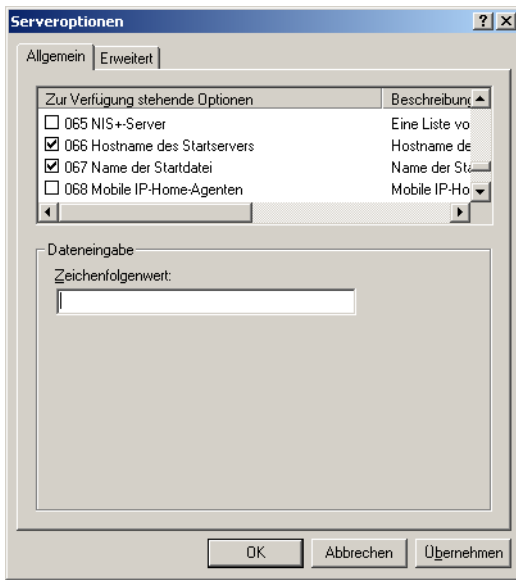 Serveroptionen
Allgemein Erweitert
Zur Verfügung stehende Optionen Beschreibung
065 NIS+-Server Eine Liste vo
066 Hostname des Startservers Hostname de
067 Name der Startdatei Name der Sta
068 Mobile IP-Home-Agenten Mobile IP-Ho
Dateneingabe
Zeichenfolgenwert:
OK Abbrechen Übernehmen